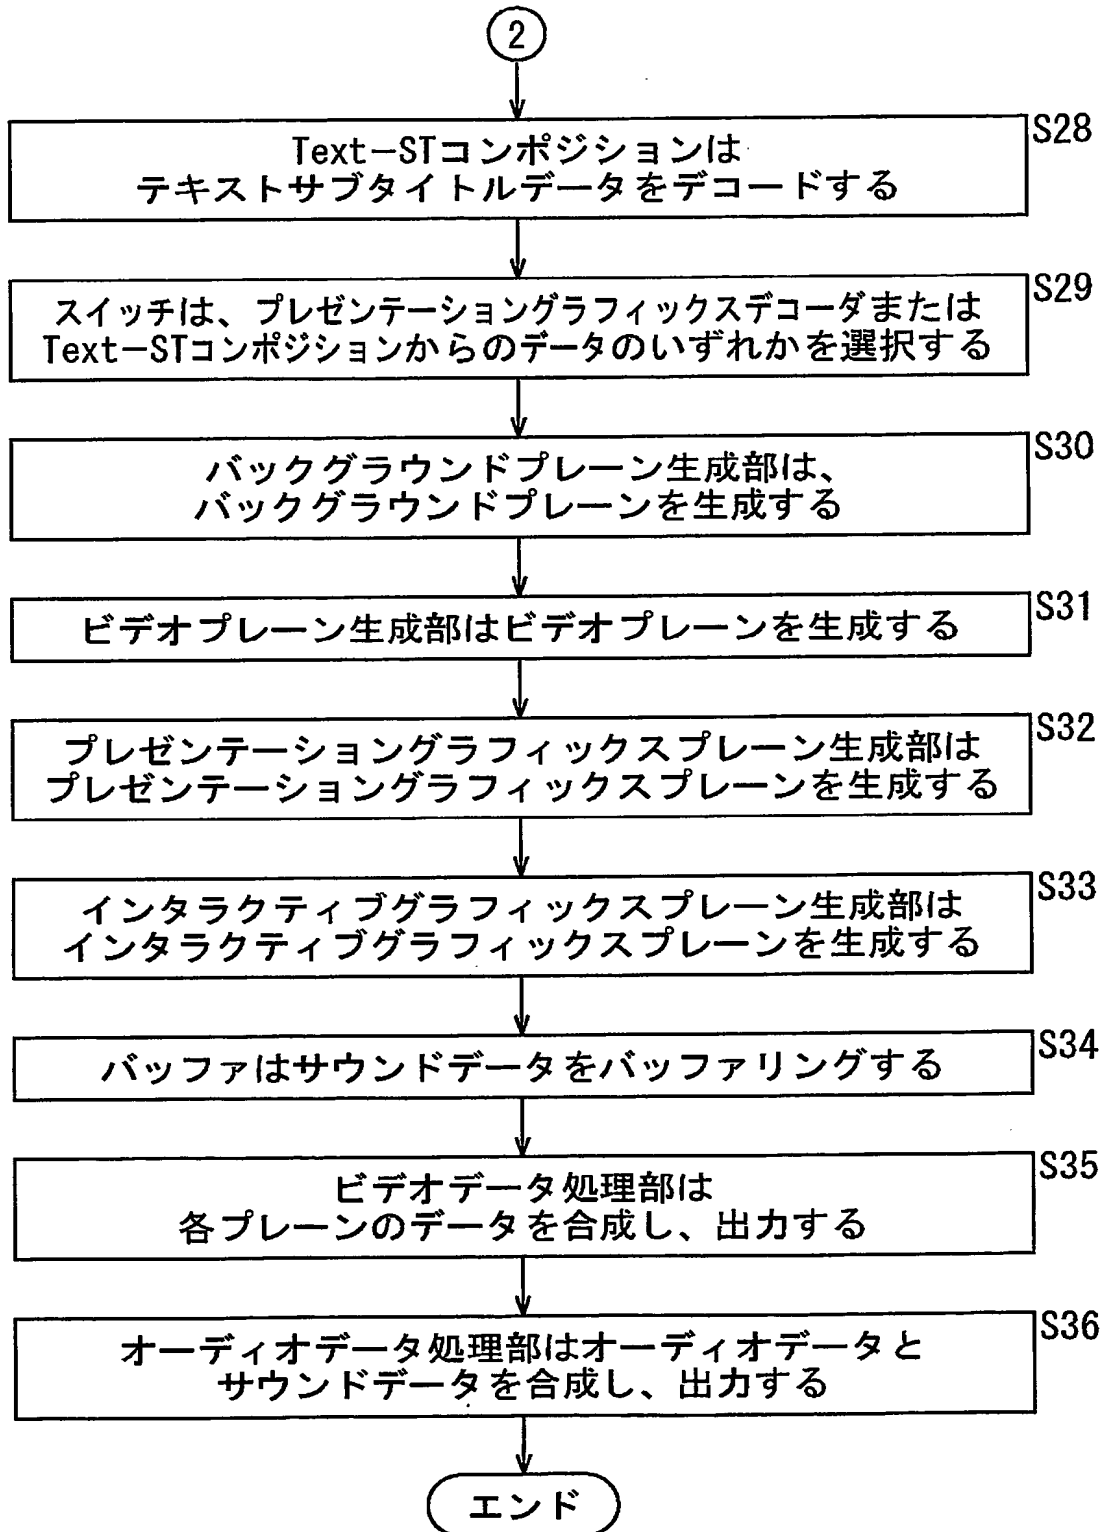 2
S28
Text−STコンポジションは
テキストサブタイトルデータをデコードする
S29
スイッチは、プレゼンテーショングラフィックスデコーダまたは
Text−STコンポジションからのデータのいずれかを選択する
S30
バックグラウンドプレーン生成部は、
バックグラウンドプレーンを生成する
S31
ビデオプレーン生成部はビデオプレーンを生成する
S32
プレゼンテーショングラフィックスプレーン生成部は
プレゼンテーショングラフィックスプレーンを生成する
S33
インタラクティブグラフィックスプレーン生成部は
インタラクティブグラフィックスプレーンを生成する
S34
バッファはサウンドデータをバッファリングする
S35
ビデオデータ処理部は
各プレーンのデータを合成し、出力する
S36
オーディオデータ処理部はオーディオデータと
サウンドデータを合成し、出力する
エンド